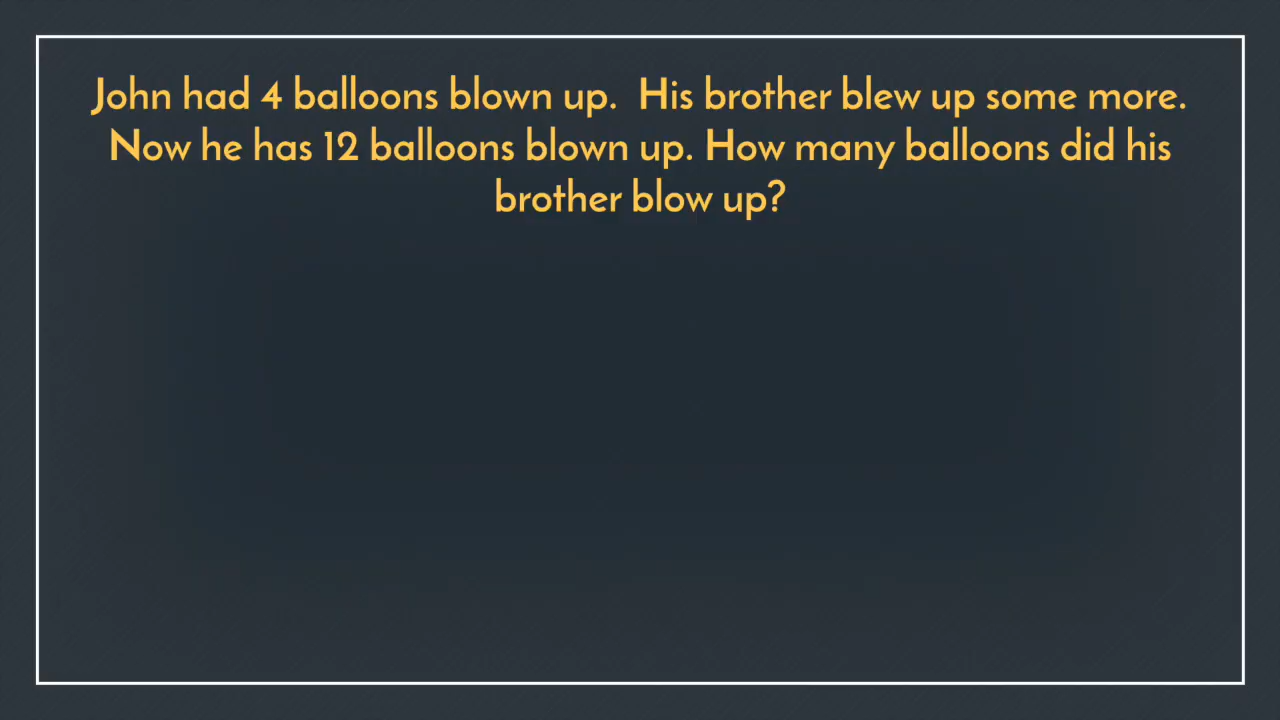 John had 4 balloons blown up.  His brother blew up some more.
Now he has 12 balloons blown up. How many balloons did his
brother blow up?